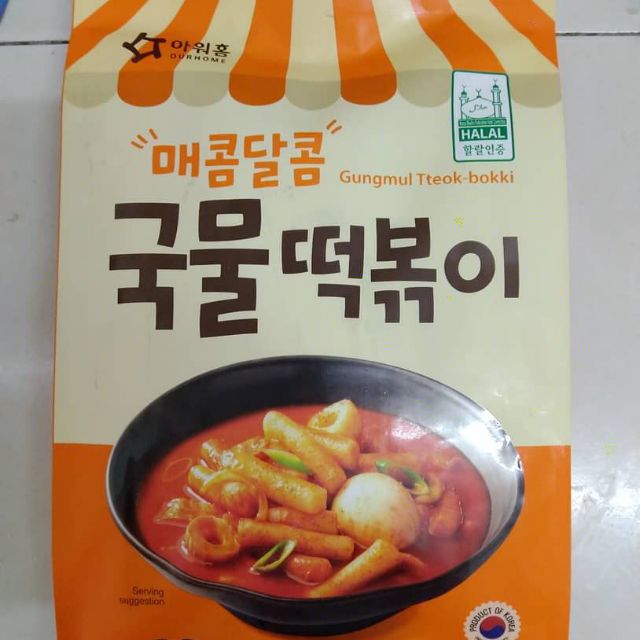 아워홈
OURHOME
HALAL
할랄인증
매콤달콤
Gungmul Tteok-bokki
국물떡볶이
Serving
suggestion
PRODUCT OF KOREA